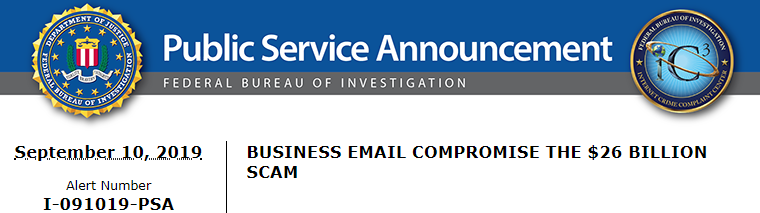 DEPARTMENT OF JUSTICE
FEDERAL BUREAU OF INVESTIGATION
Public Service Announcement
FEDERAL BUREAU OF INVESTIGATION
FEDERAL BUREAU OF INVESTIGATION
IC3
INTERNET CRIME COMPLAINT CENTER
September 10, 2019
Alert Number
I-091019-PSA
BUSINESS EMAIL COMPROMISE THE $26 BILLION
SCAM